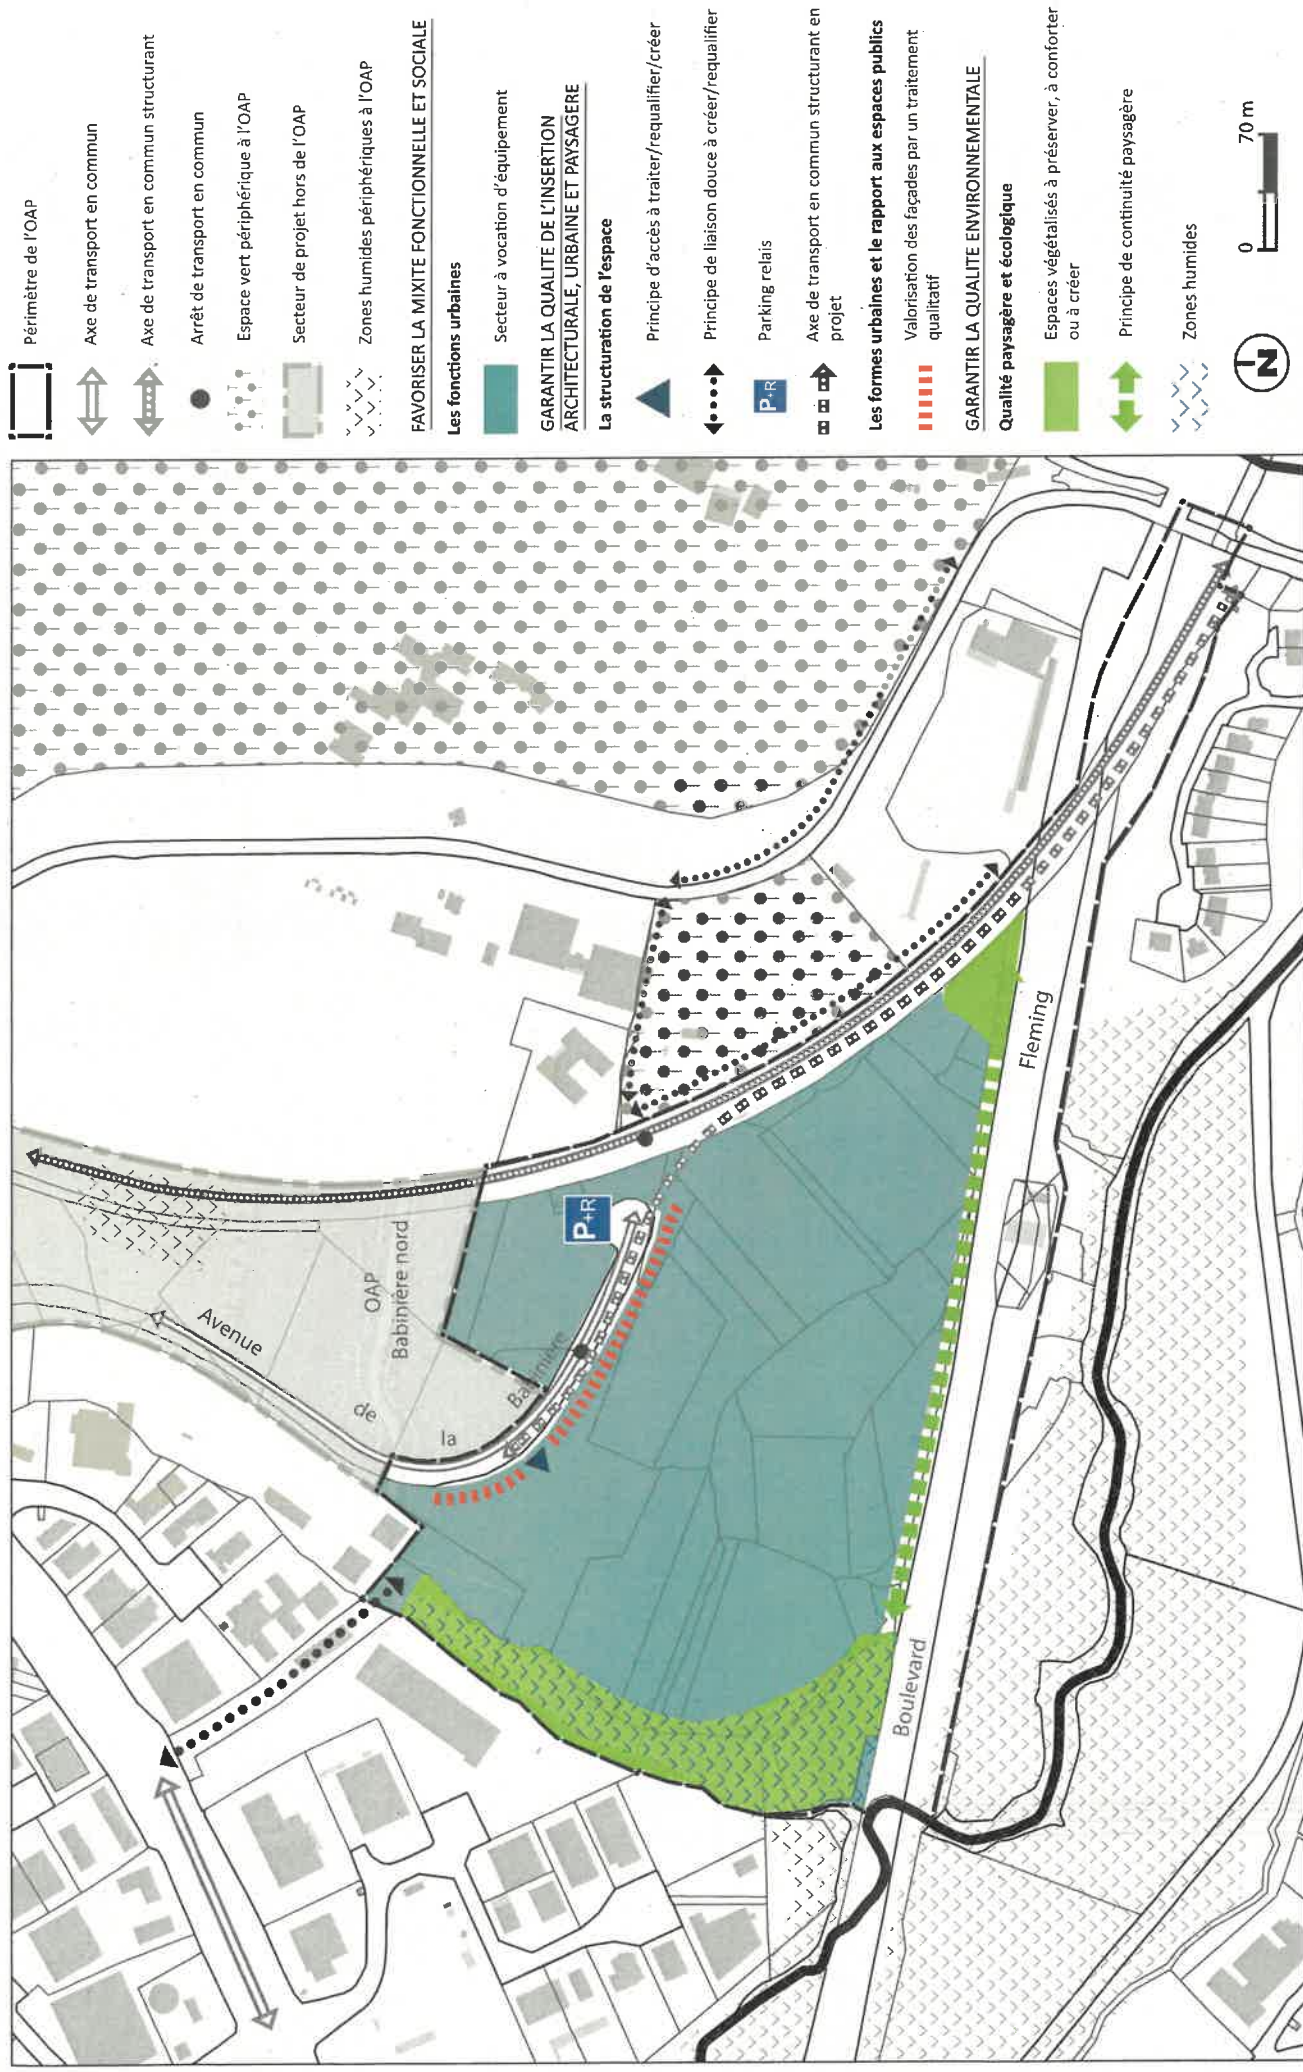 Périmètre de l'OAP
Axe de transport en commun
Axe de transport en commun structurant
Arrêt de transport en commun
Espace vert périphérique à l'OAP
Secteur de projet hors de l'OAP
Zones humides périphériques à l'OAP
FAVORISER LA MIXITE FONCTIONNELLE ET SOCIALE
Les fonctions urbaines
Secteur à vocation d'équipement
GARANTIR LA QUALITE DE L'INSERTION
ARCHITECTURALE, URBAINE ET PAYSAGERE
La structuration de l'espace
Principe d'accès à traiter/requalifier/créer
Principe de liaison douce à créer/requalifier
P+R
Parking relais
Axe de transport en commun structurant en
projet
Les formes urbaines et le rapport aux espaces publics
Valorisation des façades par un traitement
qualitatif
GARANTIR LA QUALITE ENVIRONNEMENTALE
Qualité paysagère et écologique
Espaces végétalisés à préserver, à conforter
ou à créer
Principe de continuité paysagère
Zones humides
N
0 70 m
OAP
Babinière nord
Avenue
de
la
Babinière
P+R
Boulevard
Fleming